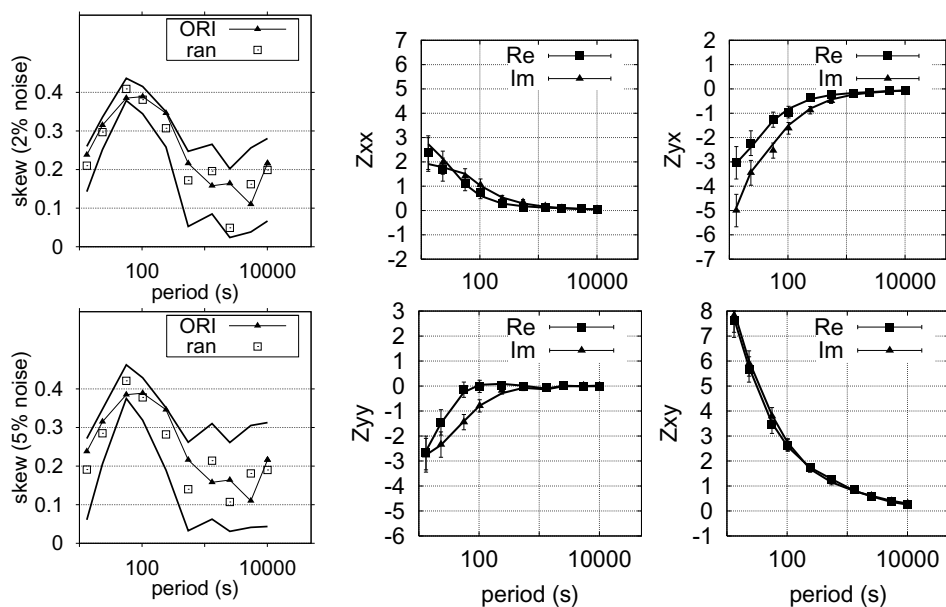 ORI
ran
skew (2% noise)
0.4
0.3
0.2
0.1
0
100
10000
period (s)
ORI
ran
skew (5% noise)
0.4
0.3
0.2
0.1
0
100
10000
period (s)
Re
Im
Zxx
7
6
5
4
3
2
1
0
-1
-2
100
10000
Re
Im
Zyx
2
1
0
-1
-2
-3
-4
-5
-6
-7
100
10000
Re
Im
Zyy
3
2
1
0
-1
-2
-3
-4
-5
-6
100
10000
period (s)
Re
Im
Zxy
8
7
6
5
4
3
2
1
0
-1
100
10000
period (s)